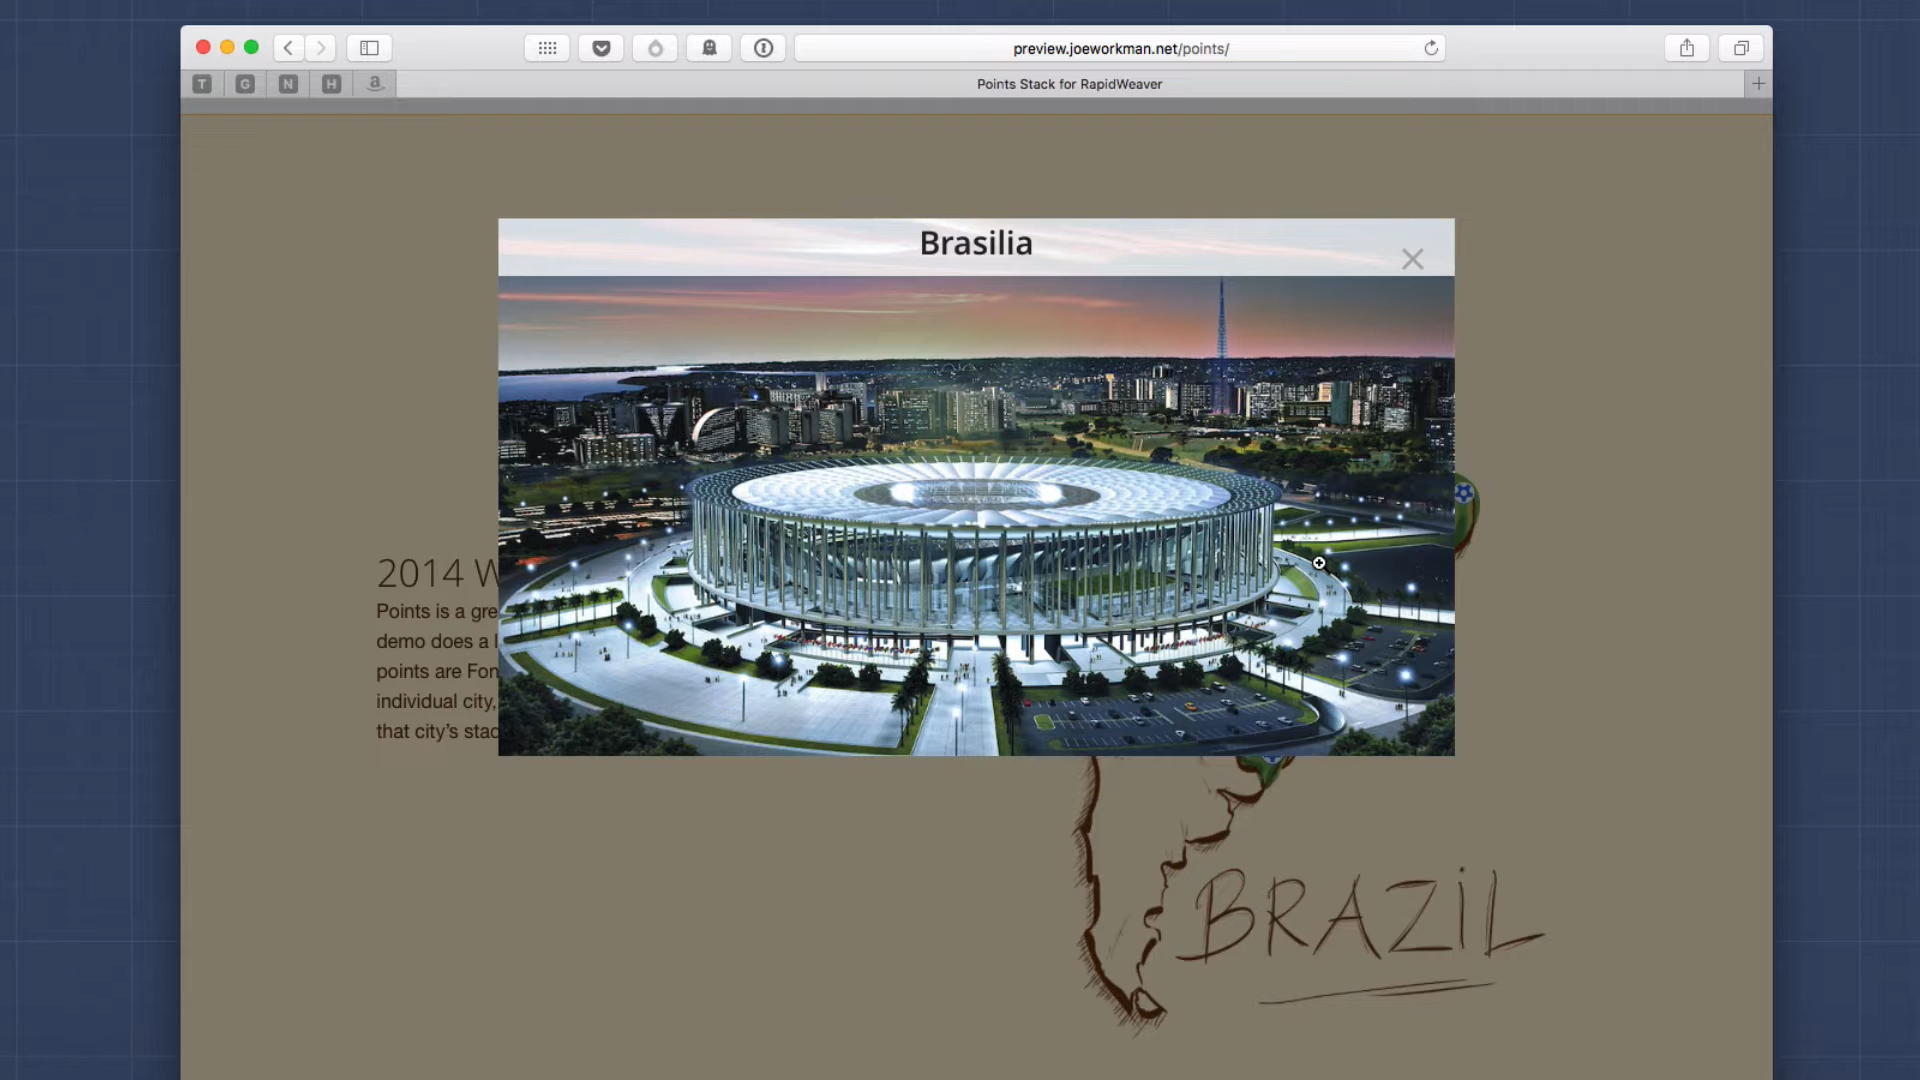 preview.joeworkman.net/points/
T G N H a
Points Stack for RapidWeaver
Brasilia
2014 W
Points is a gre
demo does a l
points are Fon
individual city,
that city's stad
BRAZIL